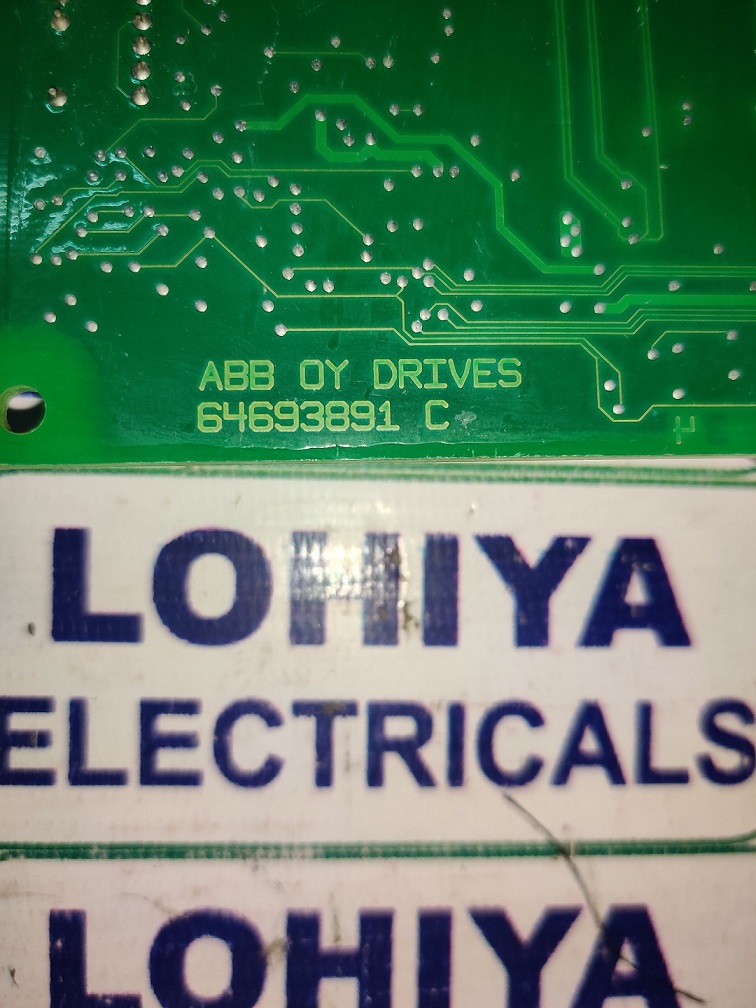 ABB OY DRIVES
64693891 C
LOHIYA
ELECTRICALS
LOHIYA